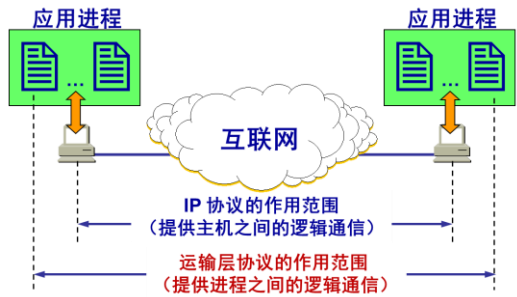 应用进程 应用进程
… …
互联网
IP 协议的作用范围
（提供主机之间的逻辑通信）
运输层协议的作用范围
（提供进程之间的逻辑通信）